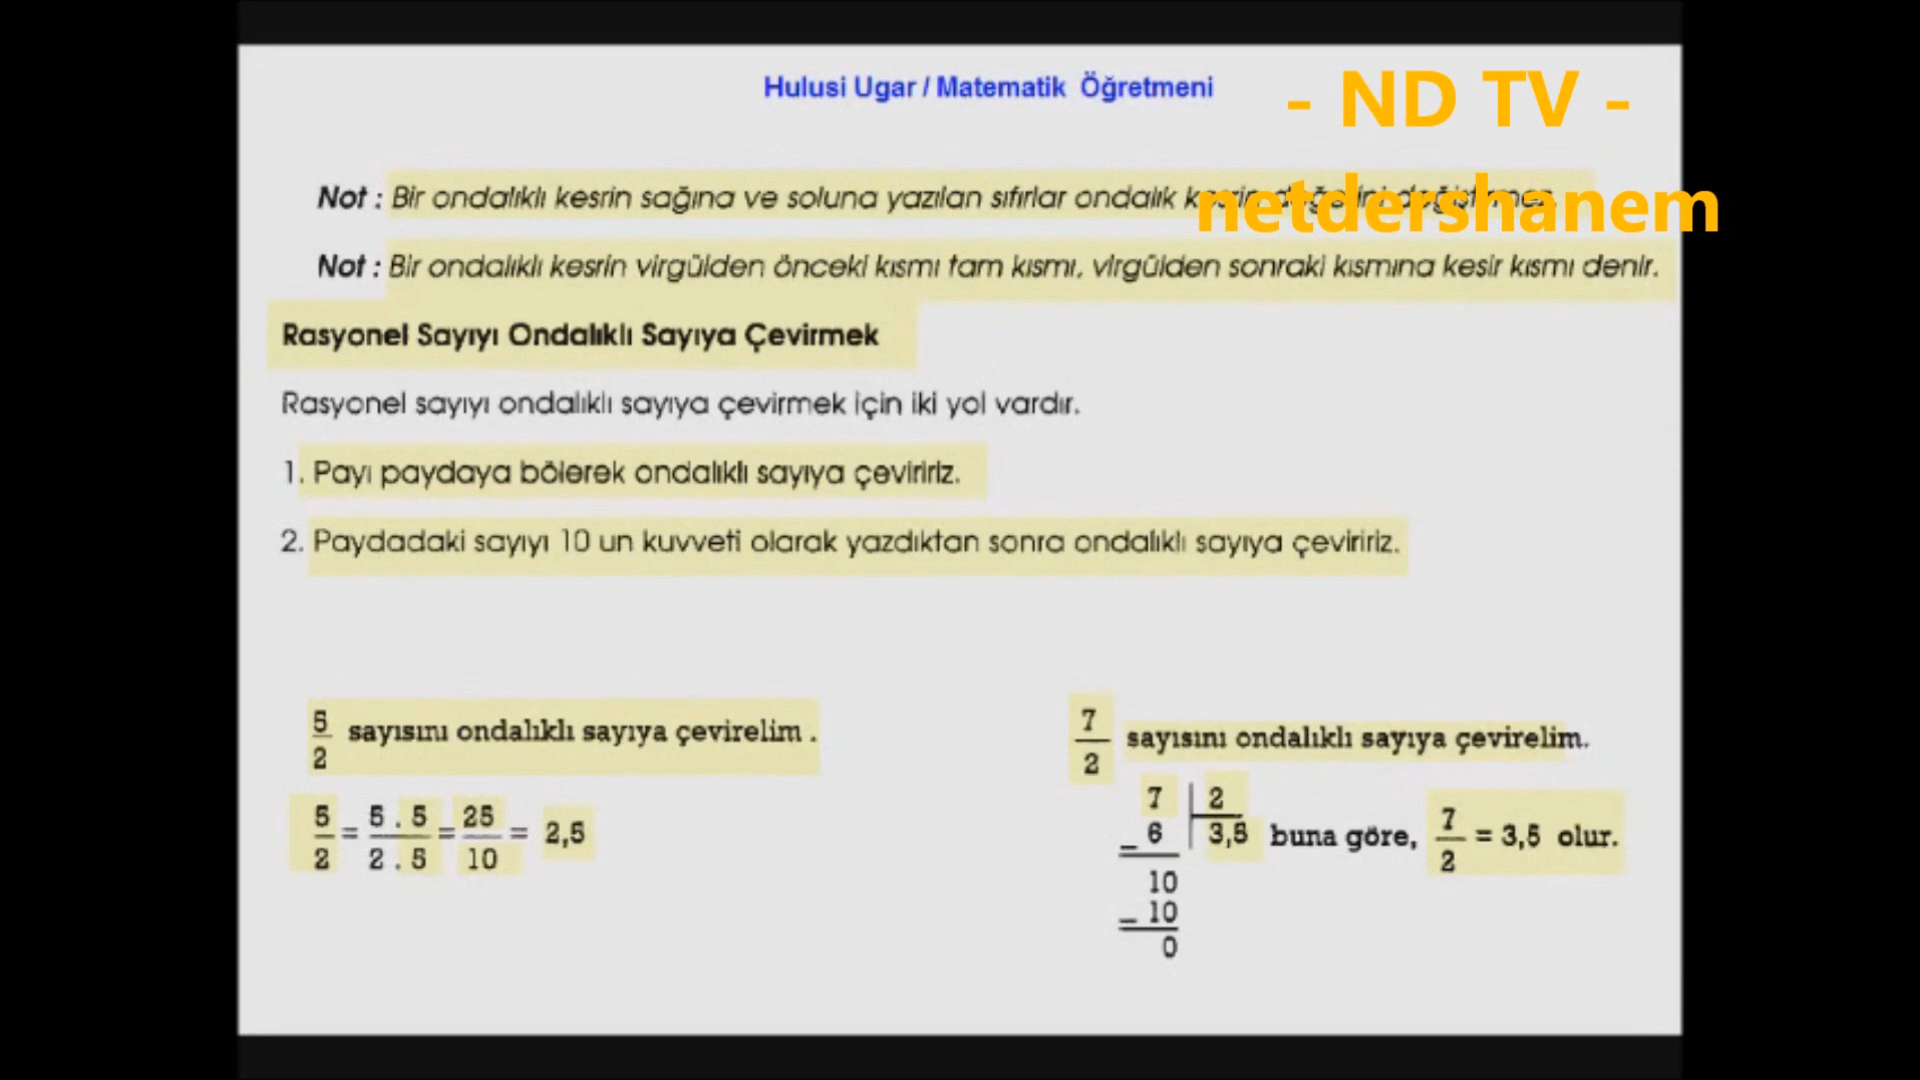 Hulusi Ugar / Matematik Öğretmeni
- ND TV -
netdershanem
Not : Bir ondalıklı kesrin sağına ve soluna yazılan sıfırlar ondalık
Not : Bir ondalıklı kesrin virgülden önceki kısmı tam kısmı, virgülden sonraki kısmına kesir kısmı denir.
Rasyonel Sayıyı Ondalıklı Sayıya Çevirmek
Rasyonel sayıyı ondalıklı sayıya çevirmek için iki yol vardır.
1. Payı paydaya bölerek ondalıklı sayıya çeviririz.
2. Paydadaki sayıyı 10 un kuvveti olarak yazdıktan sonra ondalıklı sayıya çeviririz.
5/2 sayısını ondalıklı sayıya çevirelim .
5/2 = 5 . 5/2 . 5 = 25/10 = 2,5
7/2 sayısını ondalıklı sayıya çevirelim.
7 | 2
- 6 | 3,5 buna göre, 7/2 = 3,5 olur.
10
- 10
0